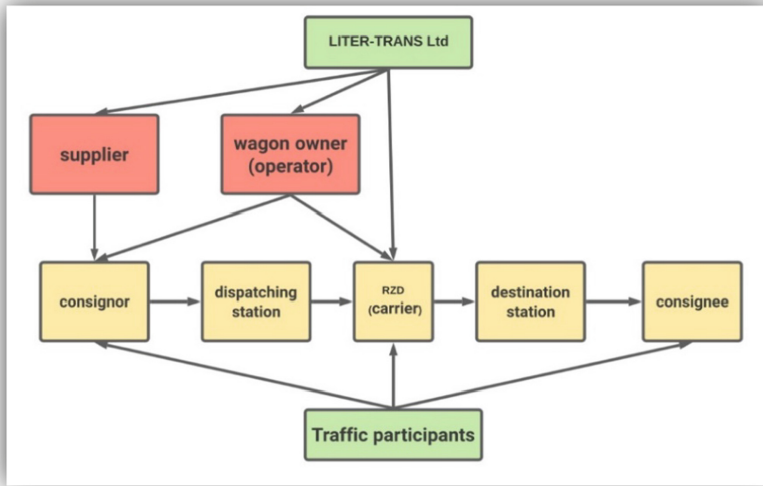 LITER-TRANS Ltd
supplier
wagon owner
(operator)
consignor
dispatching
station
RZD
(carrier)
destination
station
consignee
Traffic participants